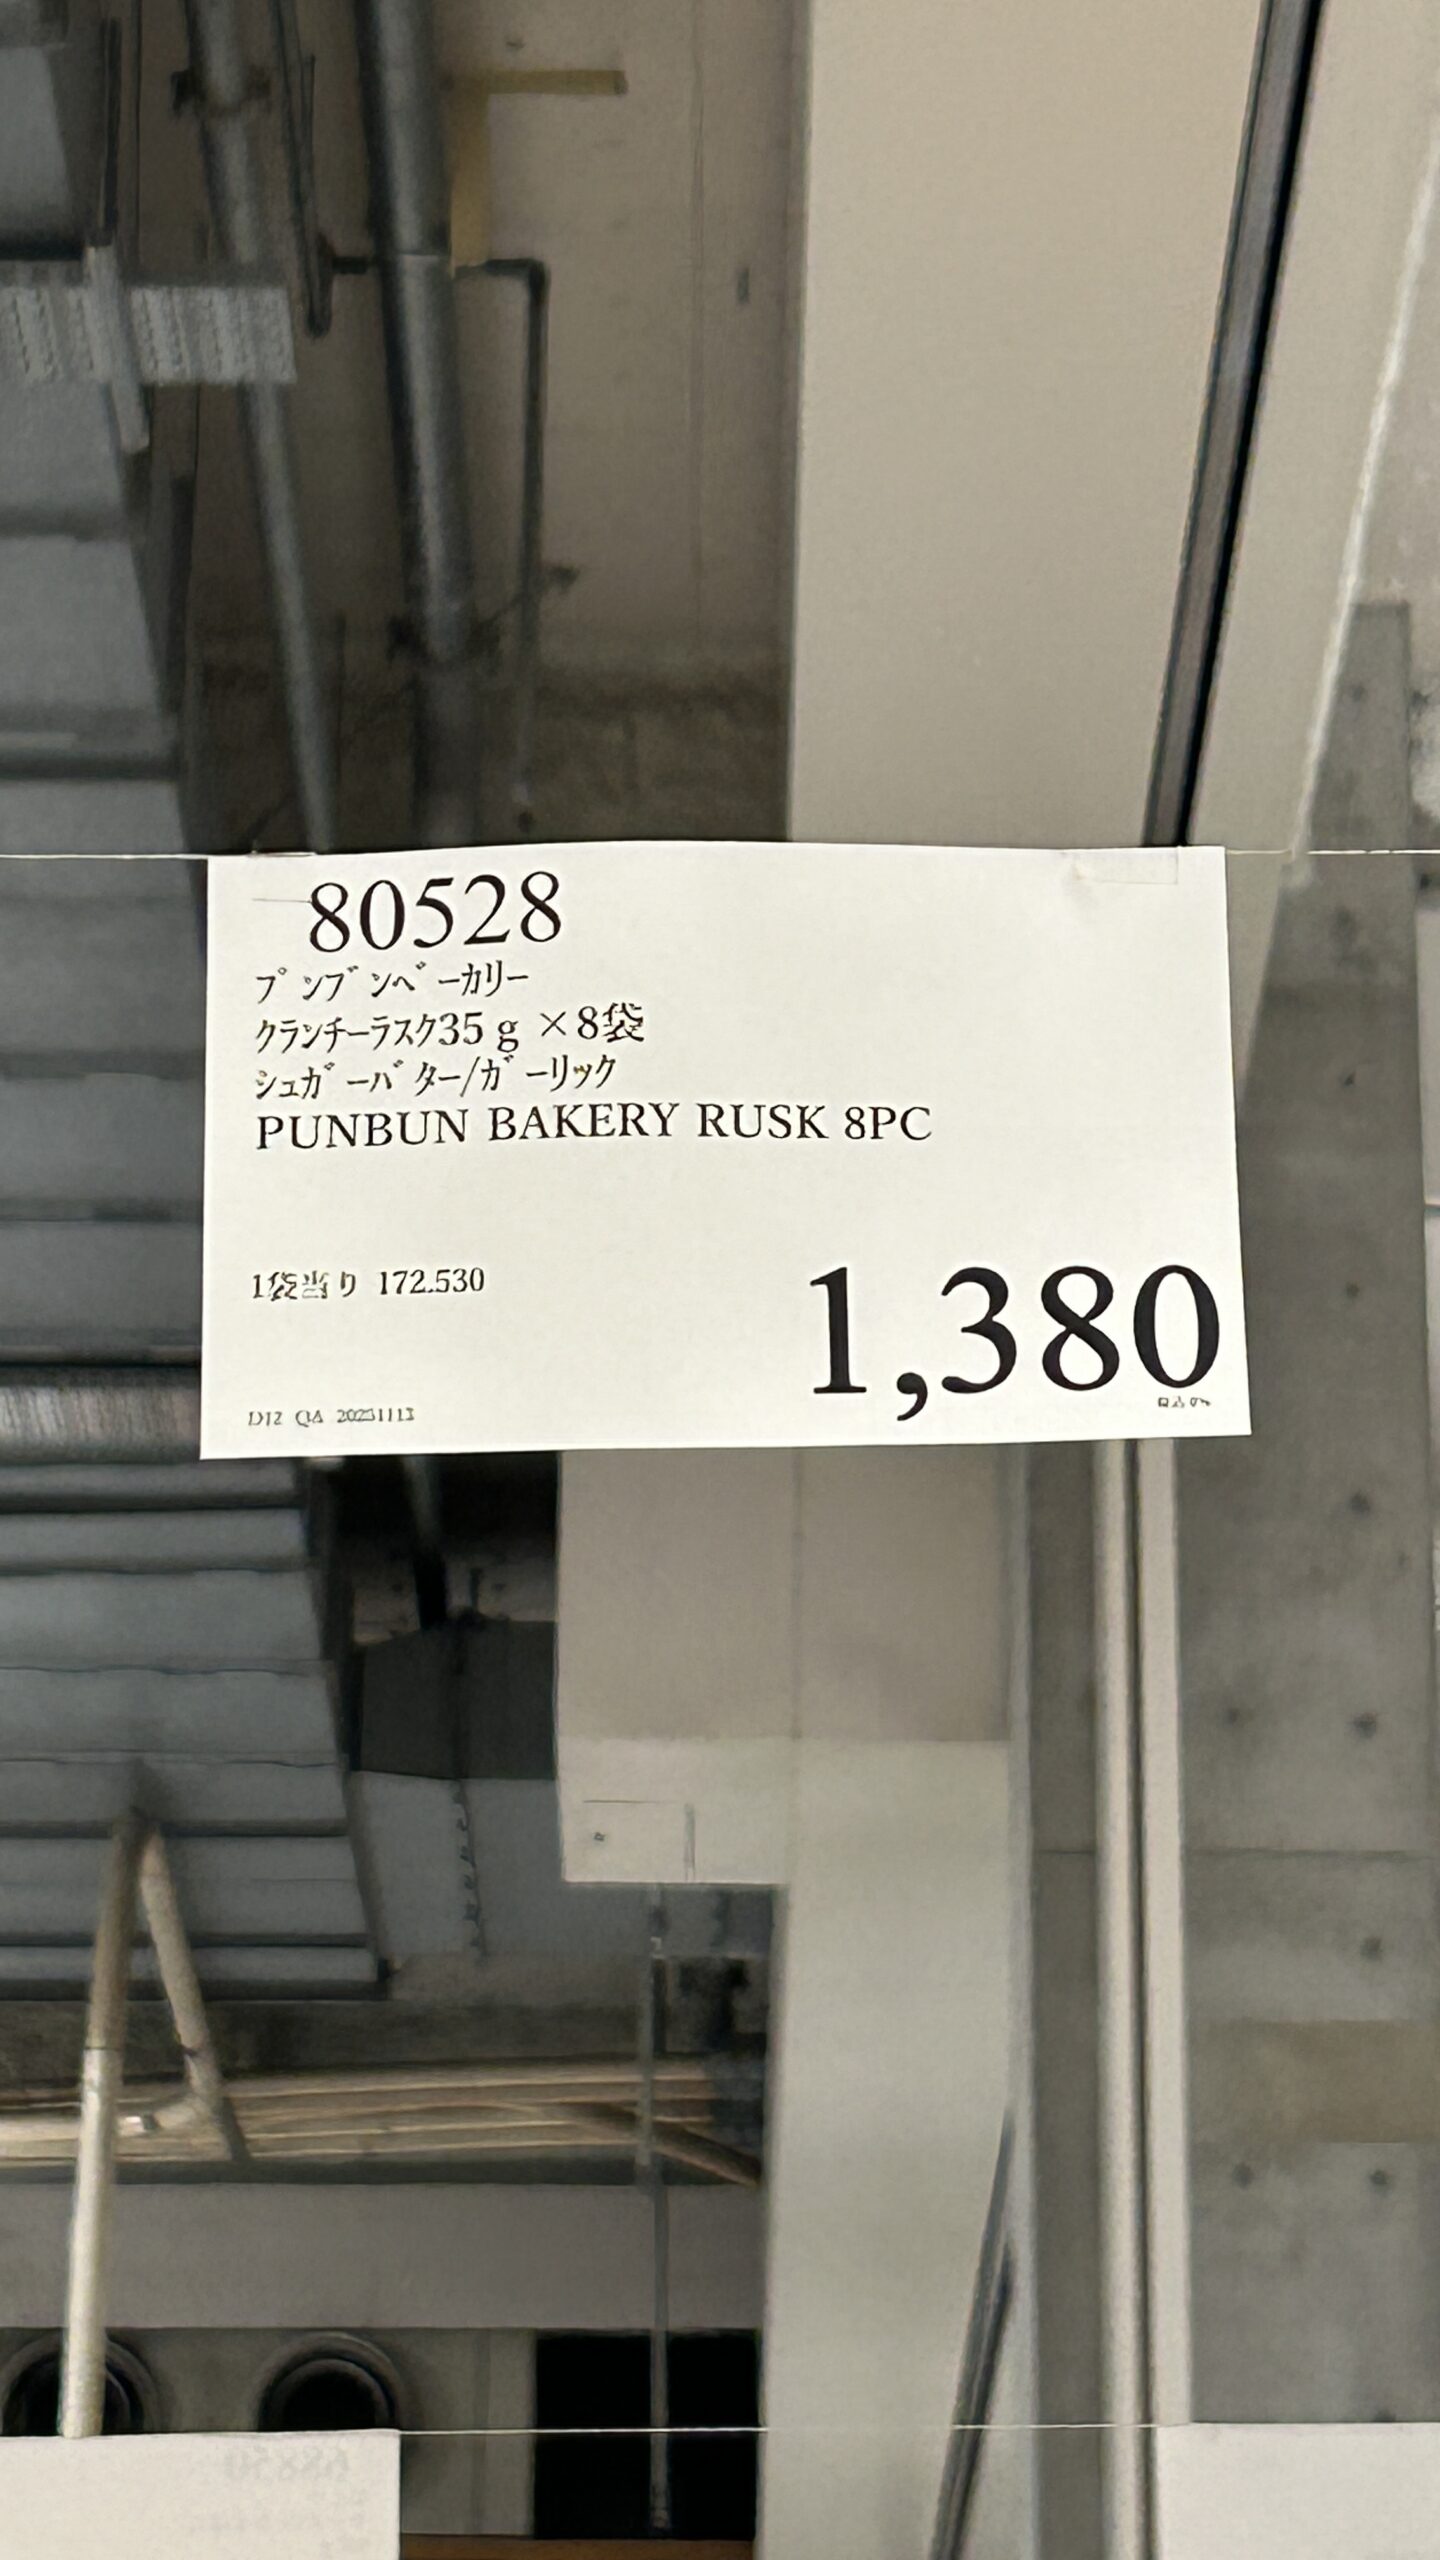 80528
プンブンベーカリー
クランチーラスク35g×8袋
シュガーバター/ガーリック
PUNBUN BAKERY RUSK 8PC
1袋当り 172.530
1,380
D12 QA